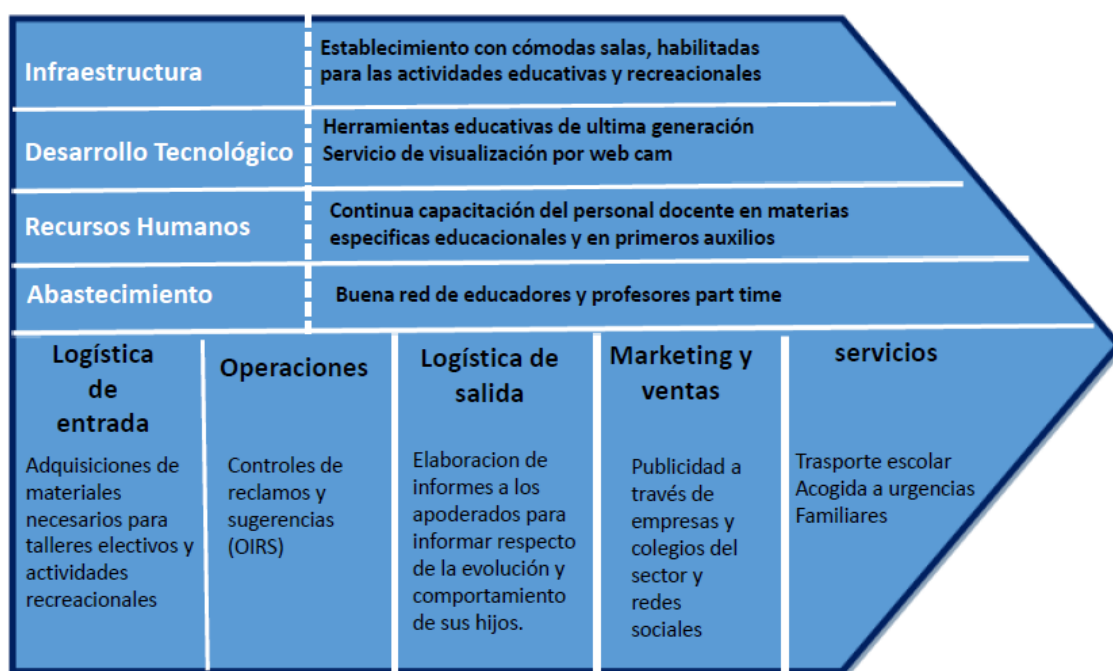 Infraestructura
Establecimiento con cómodas salas, habilitadas
para las actividades educativas y recreacionales
Desarrollo Tecnológico
Herramientas educativas de ultima generación
Servicio de visualización por web cam
Recursos Humanos
Continua capacitación del personal docente en materias
especificas educacionales y en primeros auxilios
Abastecimiento
Buena red de educadores y profesores part time
Logística
de
entrada
Adquisiciones de
materiales
necesarios para
talleres electivos y
actividades
recreacionales
Operaciones
Controles de
reclamos y
sugerencias
(OIRS)
Logística de
salida
Elaboracion de
informes a los
apoderados para
informar respecto
de la evolución y
comportamiento
de sus hijos.
Marketing y
ventas
Publicidad a
través de
empresas y
colegios del
sector y
redes
sociales
servicios
Trasporte escolar
Acogida a urgencias
Familiares